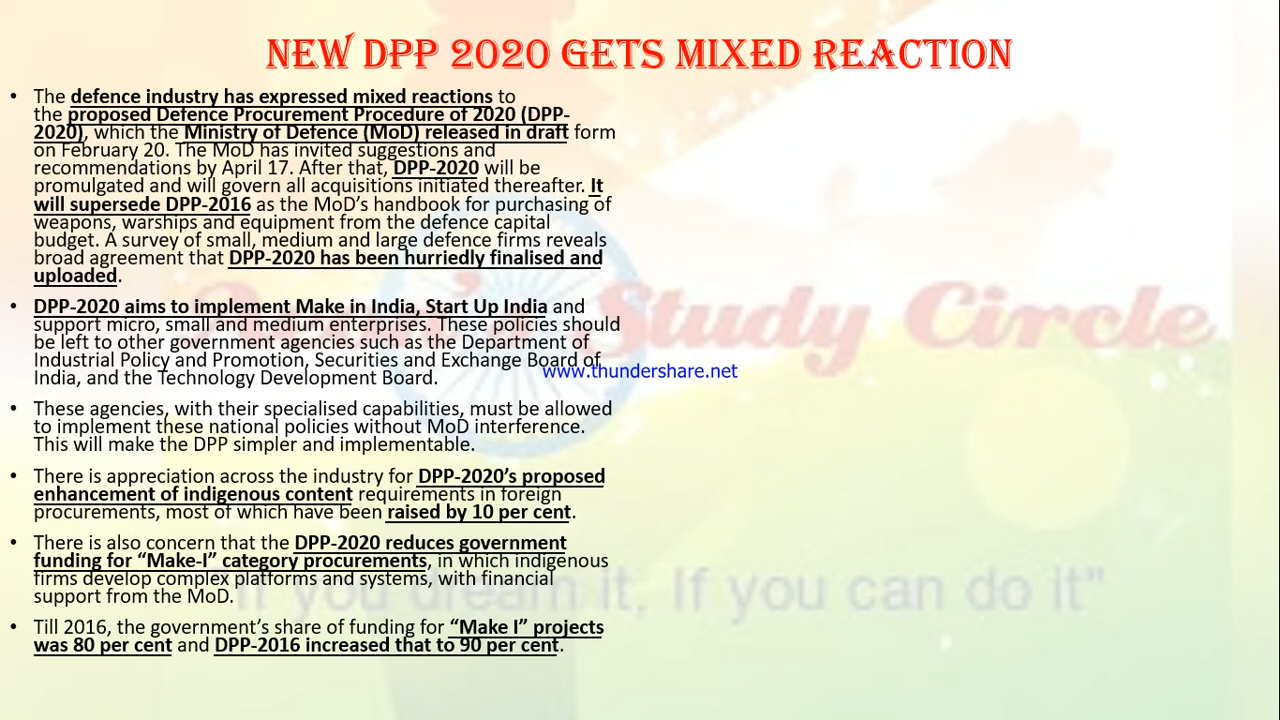 NEW DPP 2020 GETS MIXED REACTION
• The defence industry has expressed mixed reactions to
the proposed Defence Procurement Procedure of 2020 (DPP-
2020), which the Ministry of Defence (MoD) released in draft form
on February 20. The MoD has invited suggestions and
recommendations by April 17. After that, DPP-2020 will be
promulgated and will govern all acquisitions initiated thereafter. It
will supersede DPP-2016 as the MoD’s handbook for purchasing of
weapons, warships and equipment from the defence capital
budget. A survey of small, medium and large defence firms reveals
broad agreement that DPP-2020 has been hurriedly finalised and
uploaded.
• DPP-2020 aims to implement Make in India, Start Up India and
support micro, small and medium enterprises. These policies should
be left to other government agencies such as the Department of
Industrial Policy and Promotion, Securities and Exchange Board of
India, and the Technology Development Board.
www.thundershare.net
Study Circle
• These agencies, with their specialised capabilities, must be allowed
to implement these national policies without MoD interference.
This will make the DPP simpler and implementable.
• There is appreciation across the industry for DPP-2020’s proposed
enhancement of indigenous content requirements in foreign
procurements, most of which have been raised by 10 per cent.
• There is also concern that the DPP-2020 reduces government
funding for “Make-I” category procurements, in which indigenous
firms develop complex platforms and systems, with financial
support from the MoD.
"If you dream it, If you can do it"
• Till 2016, the government’s share of funding for “Make I” projects
was 80 per cent and DPP-2016 increased that to 90 per cent.